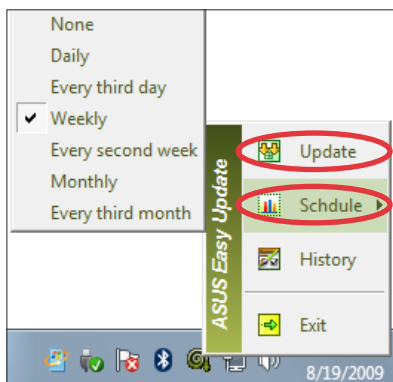 None
Daily
Every third day
Weekly
Every second week
Monthly
Every third month
ASUS Easy Update
Update
Schdule
History
Exit
8/19/2009